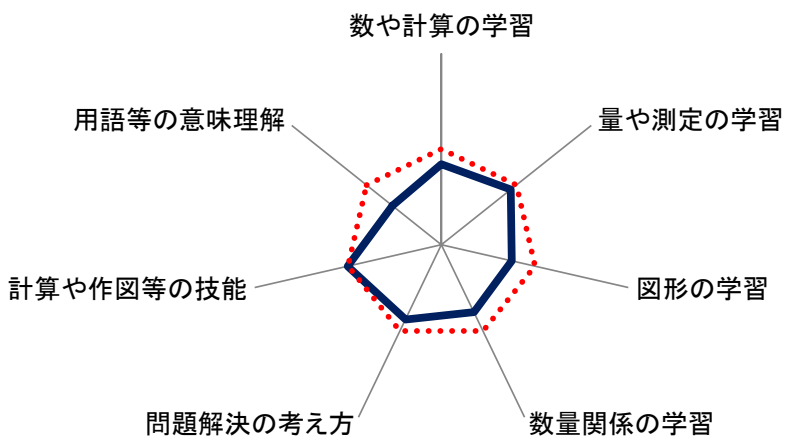 数や計算の学習
用語等の意味理解
量や測定の学習
計算や作図等の技能
図形の学習
問題解決の考え方
数量関係の学習